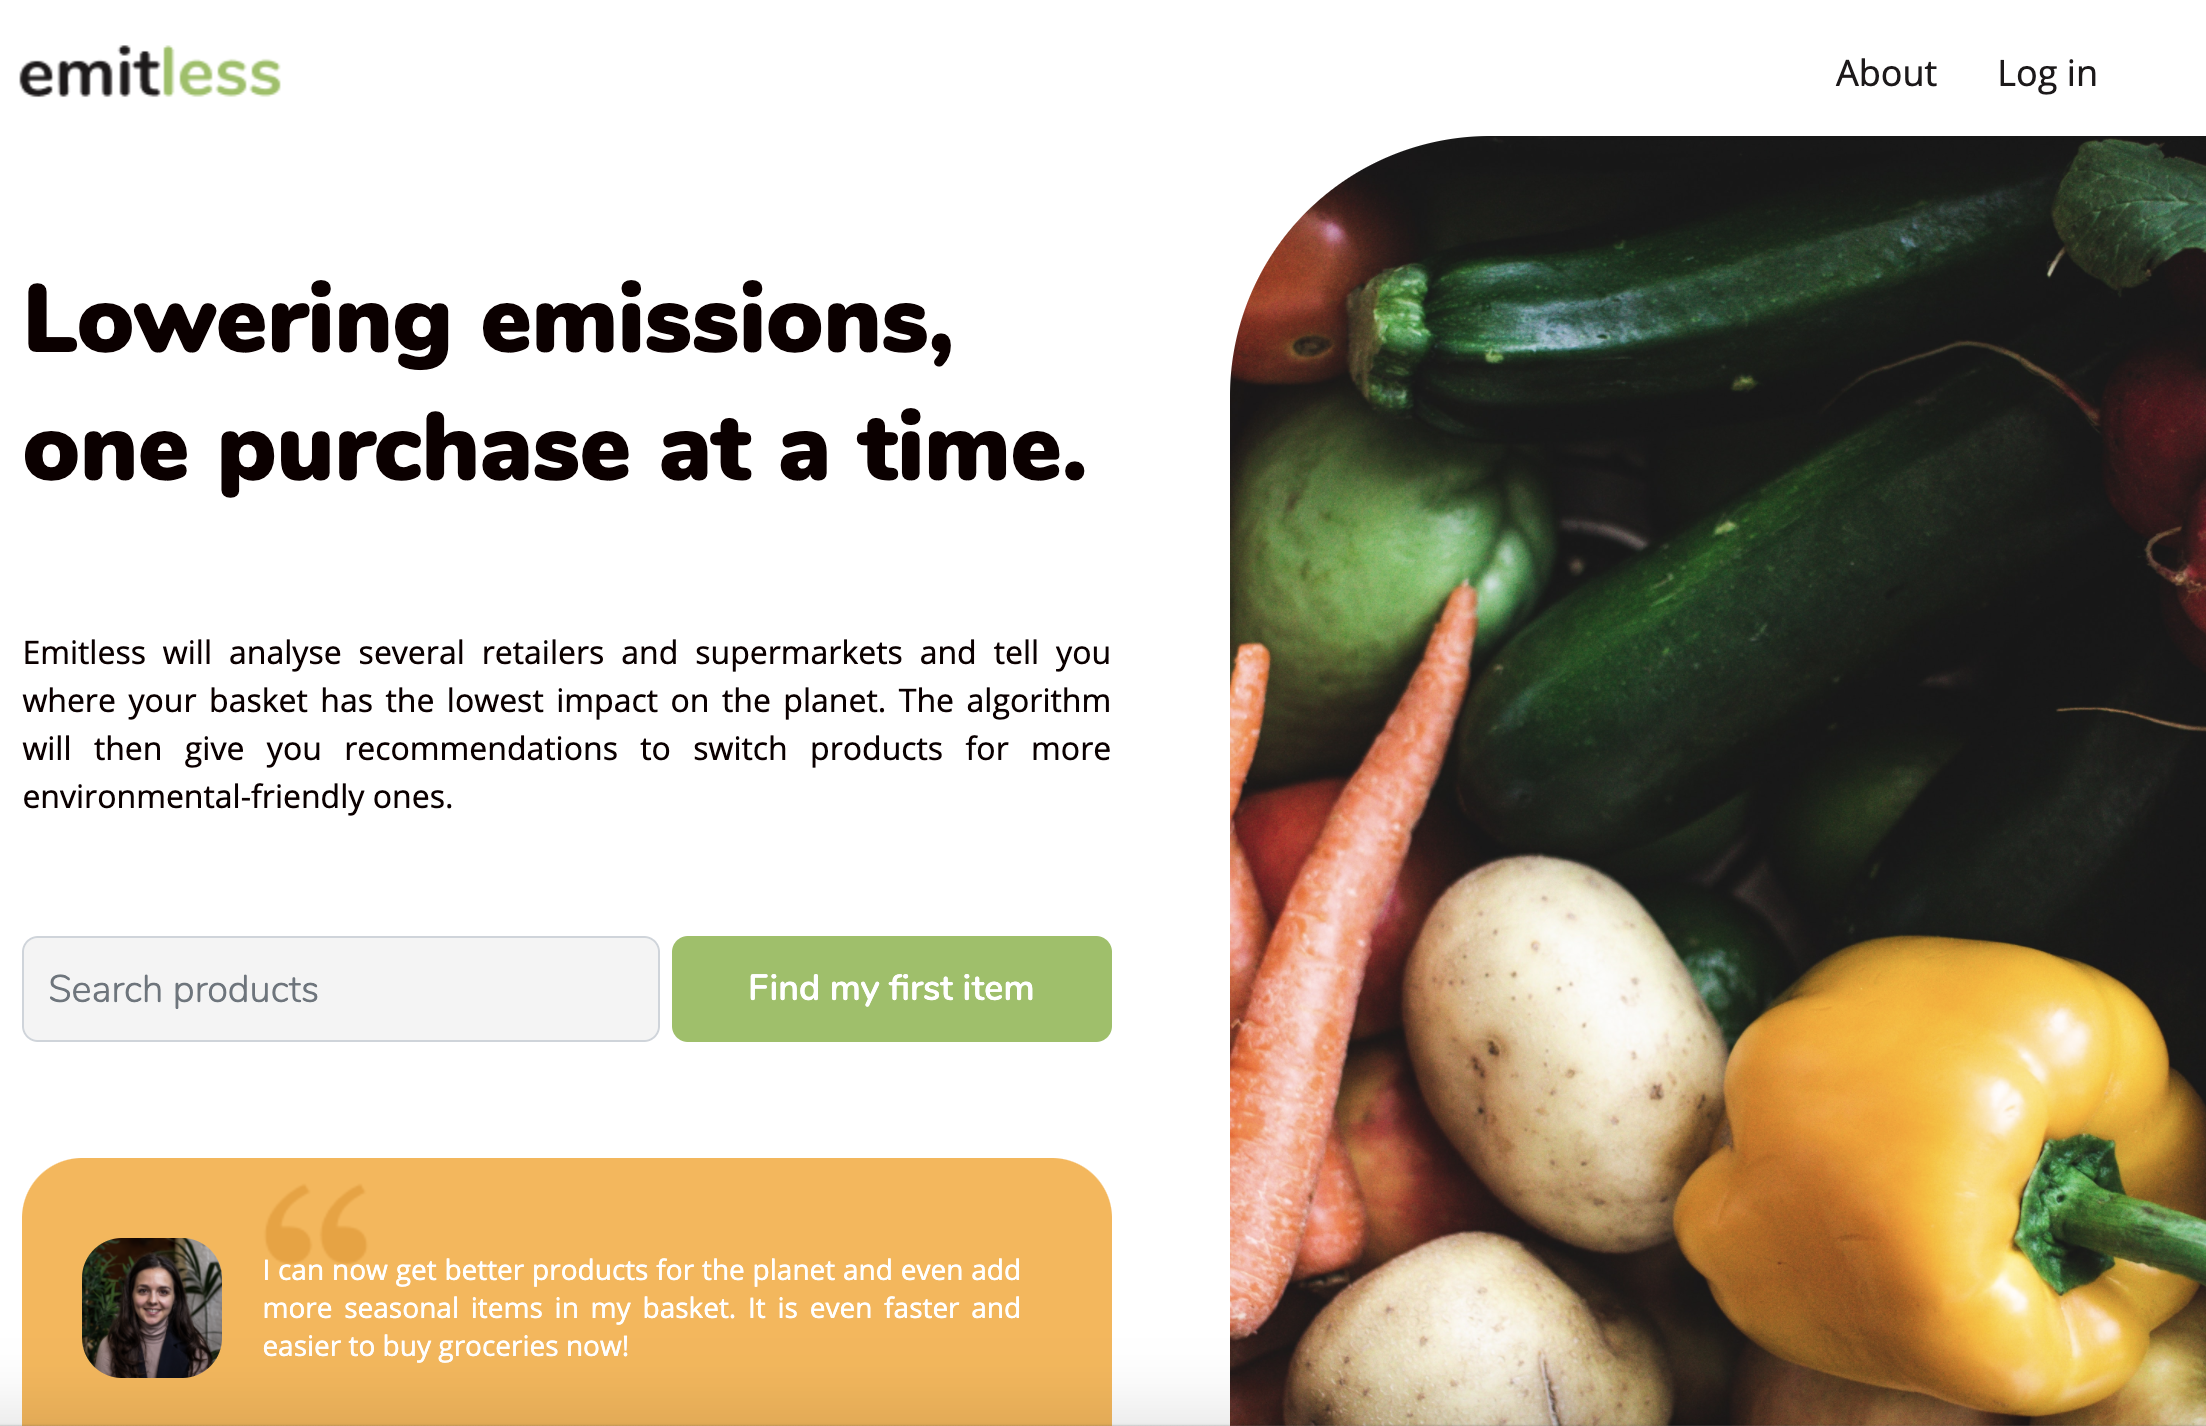 emitless
About
Log in
Lowering emissions,
one purchase at a time.
Emitless will analyse several retailers and supermarkets and tell you
where your basket has the lowest impact on the planet. The algorithm
will then give you recommendations to switch products for more
environmental-friendly ones.
Search products
Find my first item
“
I can now get better products for the planet and even add
more seasonal items in my basket. It is even faster and
easier to buy groceries now!